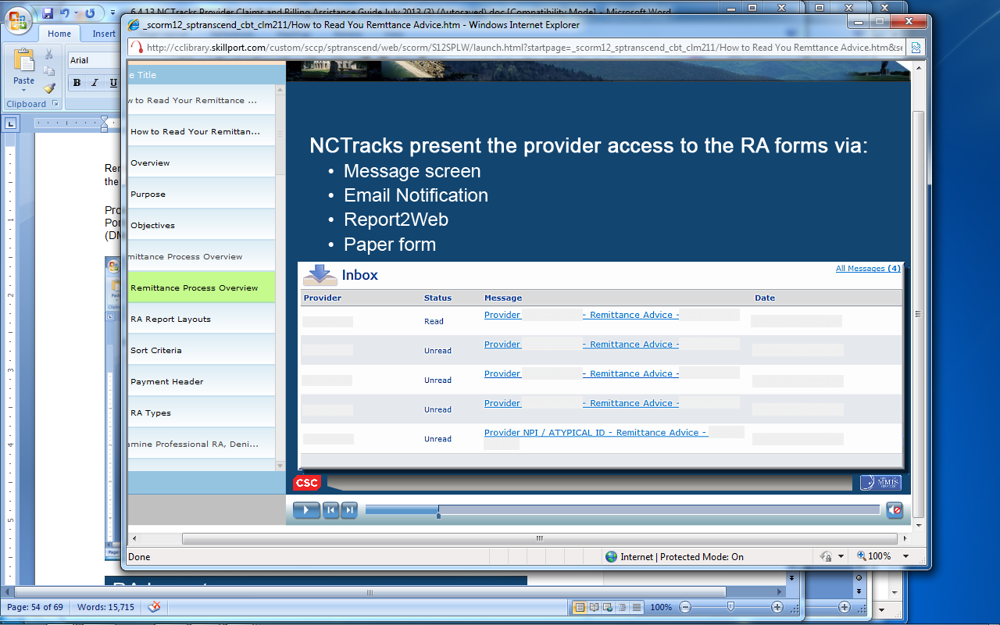 6.4.13 NCTracks Provider Claims and Billing Assistance Guide July 2013 (3) (Autosaved).doc [Compatibility Mode] - Microsoft Word
_scorm12_sptranscend_cbt_clm211/How to Read You Remttance Advice.htm - Windows Internet Explorer
Home Insert
http://cclibrary.skillport.com/custom/sccp/sptranscend/web/scorm/S12SPLW/launch.html?startpage=_scorm12_sptranscend_cbt_clm211/How to Read You Remttance Advice.htm&se
Arial
Paste
B I U
Clipboard
e Title
w to Read Your Remittance ...
How to Read Your Remittan...
Overview
Purpose
Objectives
mittance Process Overview
Remittance Process Overview
RA Report Layouts
Sort Criteria
Payment Header
RA Types
amine Professional RA, Deni...
L
Rem
the
Pro
Por
(DM
1
2
3
4
5
NCTracks present the provider access to the RA forms via:
• Message screen
• Email Notification
• Report2Web
• Paper form
Inbox
All Messages (4)
Provider Status Message Date
Read Provider - Remittance Advice -
Unread Provider - Remittance Advice -
Unread Provider - Remittance Advice -
Unread Provider - Remittance Advice -
Unread Provider NPI / ATYPICAL ID - Remittance Advice -
CSC
MMIS
Done
Internet | Protected Mode: On
100%
Page: 54 of 69 Words: 15,715
100%